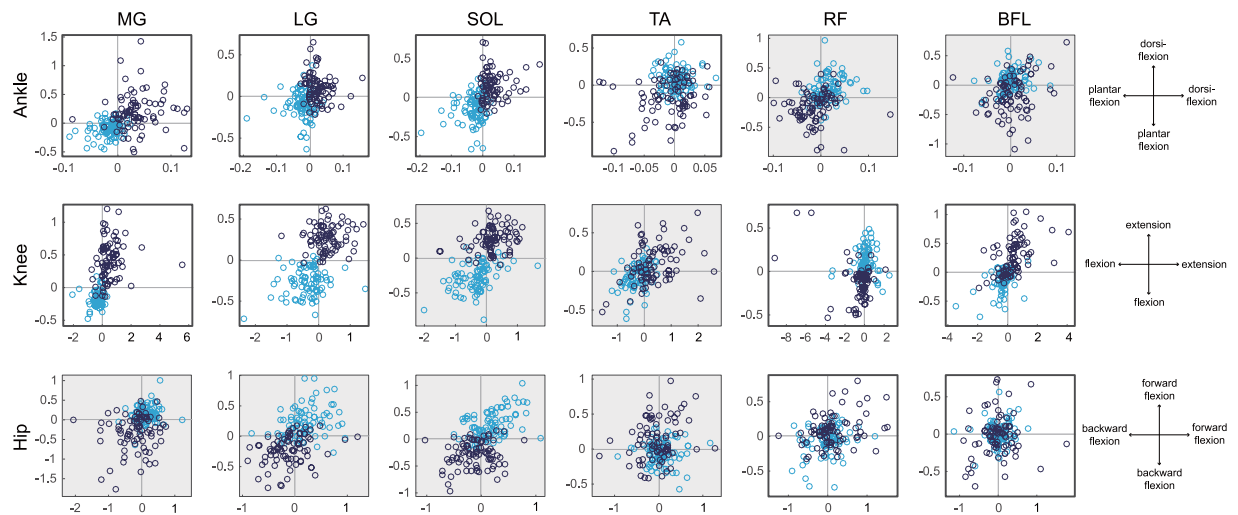 MG LG SOL TA RF BFL
Ankle
1.5
1
0.5
0
-0.5
-0.1 0 0.1
0.5
0
-0.5
-0.2 -0.1 0 0.1
0.5
0
-0.5
-0.2 -0.1 0 0.1
0.5
0
-0.5
-1
-0.1 -0.05 0 0.05
1
0.5
0
-0.5
-0.1 0 0.1
0.5
0
-0.5
-1
-0.1 0 0.1
dorsi-
flexion
plantar
flexion
dorsi-
flexion
plantar
flexion
Knee
1
0.5
0
-0.5
-2 0 2 4 6
0.5
0
-0.5
-2 -1 0 1
0.5
0
-0.5
-2 -1 0 1
1
0.5
0
-0.5
-1 0 1 2
0.5
0
-0.5
-8 -6 -4 -2 0 2
1
0.5
0
-0.5
-4 -2 0 2 4
extension
flexion
extension
flexion
Hip
1
0.5
0
-0.5
-1
-1.5
-2 -1 0 1
0.5
0
-0.5
-1 0 1
1
0.5
0
-0.5
-1
-1 0 1
1
0.5
0
-0.5
-1 0 1
0.5
0
-0.5
-1 0 1
0.5
0
-0.5
-1 0 1
forward
flexion
backward
flexion
forward
flexion
backward
flexion